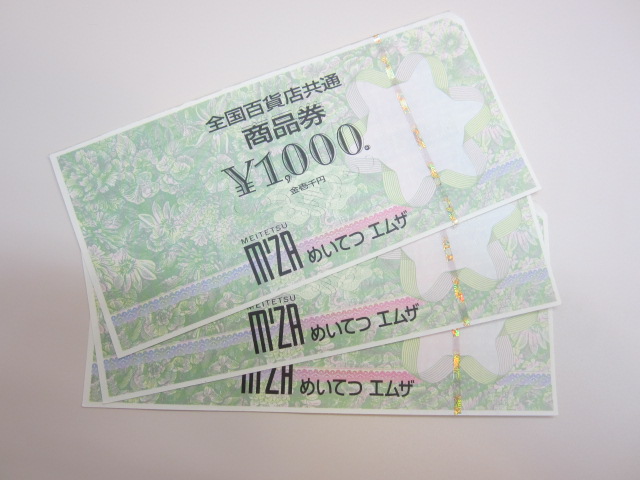 全国百貨店共通
商品券
¥1,000.
金壱千円
MEITETSU
M'ZA めいてつ エムザ
MEITETSU
M'ZA めいてつ エムザ
M'ZA めいてつ エムザ